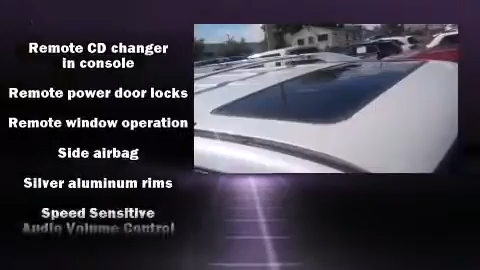 Remote CD changer
in console
Remote power door locks
Remote window operation
Side airbag
Silver aluminum rims
Speed Sensitive
Audio Volume Control